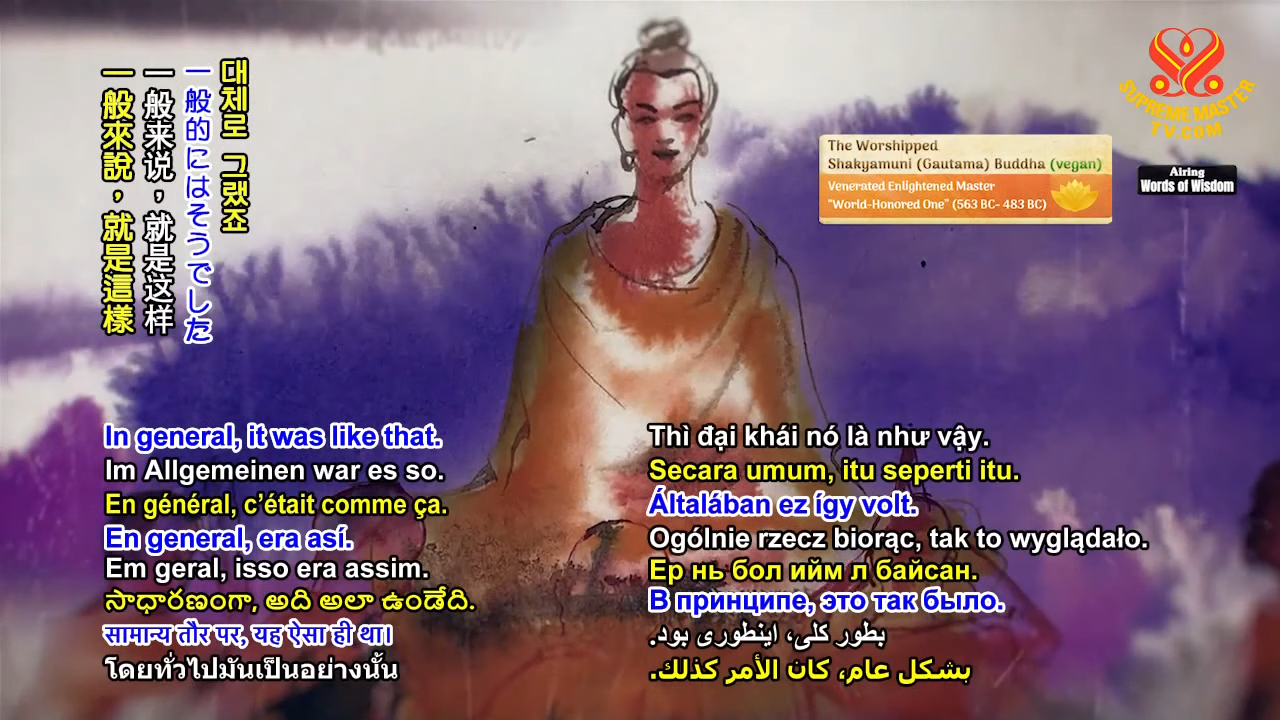 대체로 그랬죠
一般的にはそうでした
一般来说，就是这样
一般來說，就是這樣
SUPREME MASTER
TV.COM
The Worshipped
Shakyamuni (Gautama) Buddha (vegan)
Venerated Enlightened Master
"World-Honored One" (563 BC- 483 BC)
Airing
Words of Wisdom
In general, it was like that.
Im Allgemeinen war es so.
En général, c’était comme ça.
En general, era así.
Em geral, isso era assim.
సాధారణంగా, అది అలా ఉండేది.
सामान्य तौर पर, यह ऐसा ही था।
โดยทั่วไปมันเป็นอย่างนั้น
Thì đại khái nó là như vậy.
Secara umum, itu seperti itu.
Általában ez így volt.
Ogólnie rzecz biorąc, tak to wyglądało.
Ер нь бол ийм л байсан.
В принципе, это так было.
بطور کلی، اینطوری بود.
بشكل عام، كان الأمر كذلك.